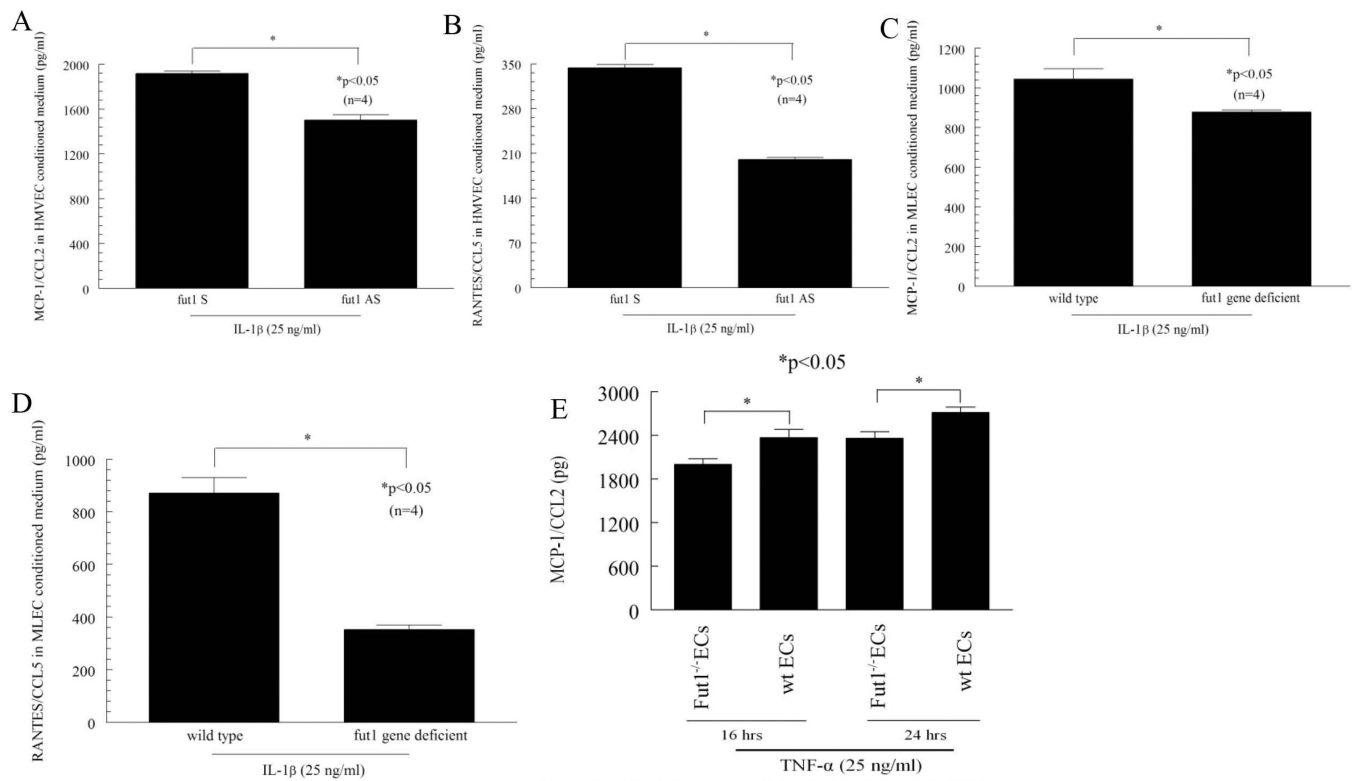 A
MCP-1/CCL2 in HMVEC conditioned medium (pg/ml)
2000
1600
1200
800
400
0
*
*p<0.05
(n=4)
fut1 S
fut1 AS
IL-1β (25 ng/ml)
B
RANTES/CCL5 in HMVEC conditioned medium (pg/ml)
350
280
210
140
70
0
*
*p<0.05
(n=4)
fut1 S
fut1 AS
IL-1β (25 ng/ml)
C
MCP-1/CCL2 in MLEC conditioned medium (pg/ml)
1200
1000
800
600
400
200
0
*
*p<0.05
(n=4)
wild type
fut1 gene deficient
IL-1β (25 ng/ml)
D
RANTES/CCL5 in MLEC conditioned medium (pg/ml)
1000
800
600
400
200
0
*
*p<0.05
(n=4)
wild type
fut1 gene deficient
IL-1β (25 ng/ml)
E
*p<0.05
MCP-1/CCL2 (pg)
3000
2400
1800
1200
600
0
*
*
Fut1-/-ECs
wt ECs
Fut1-/-ECs
wt ECs
16 hrs
24 hrs
TNF-α (25 ng/ml)